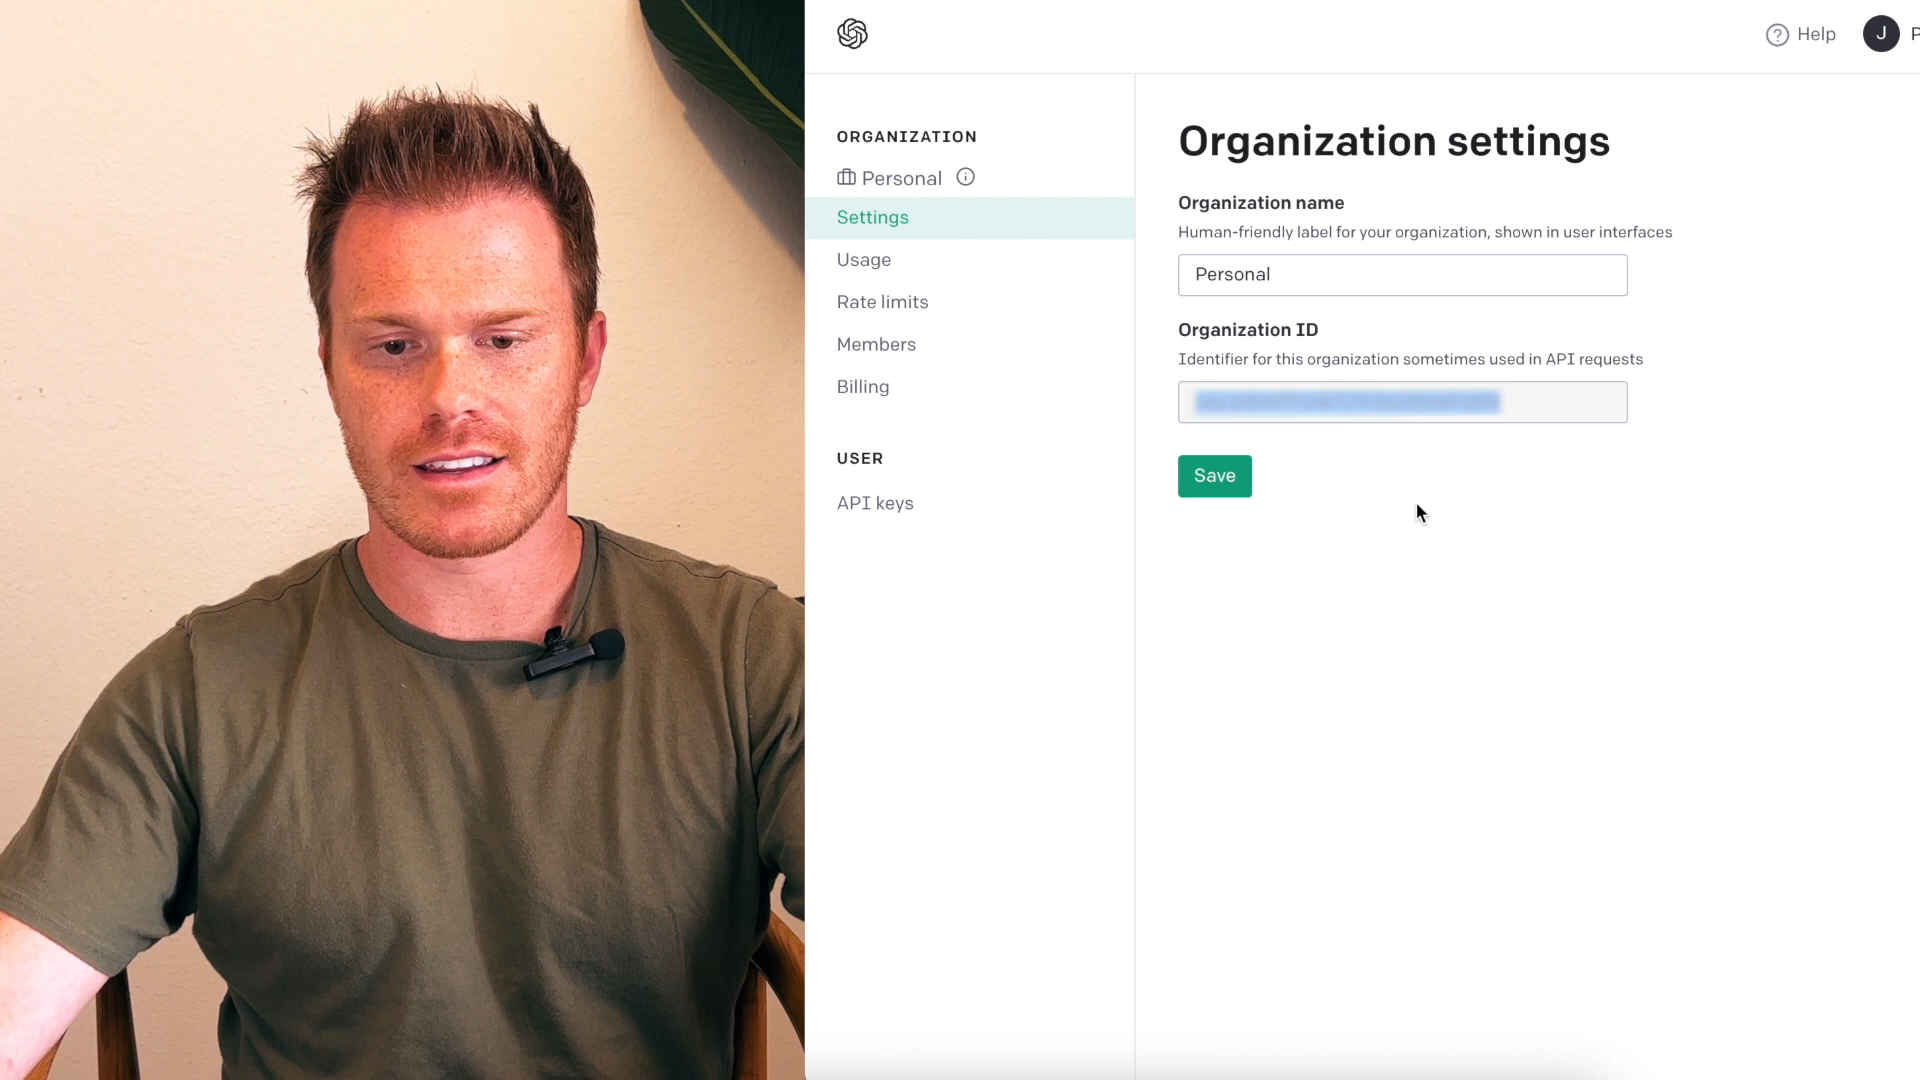 Help
J
P
ORGANIZATION
Personal
Settings
Usage
Rate limits
Members
Billing
USER
API keys
Organization settings
Organization name
Human-friendly label for your organization, shown in user interfaces
Personal
Organization ID
Identifier for this organization sometimes used in API requests
Save